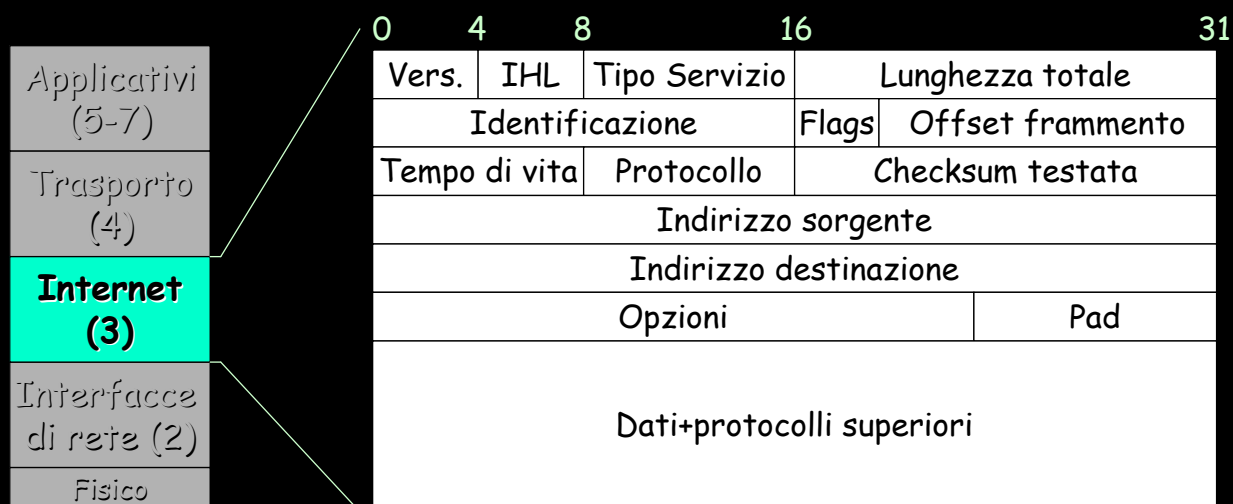 0 4 8 16 31
Applicativi
(5-7)
Trasporto
(4)
Internet
(3)
Interfacce
di rete (2)
Fisico
Vers. IHL Tipo Servizio Lunghezza totale
Identificazione Flags Offset frammento
Tempo di vita Protocollo Checksum testata
Indirizzo sorgente
Indirizzo destinazione
Opzioni Pad
Dati+protocolli superiori